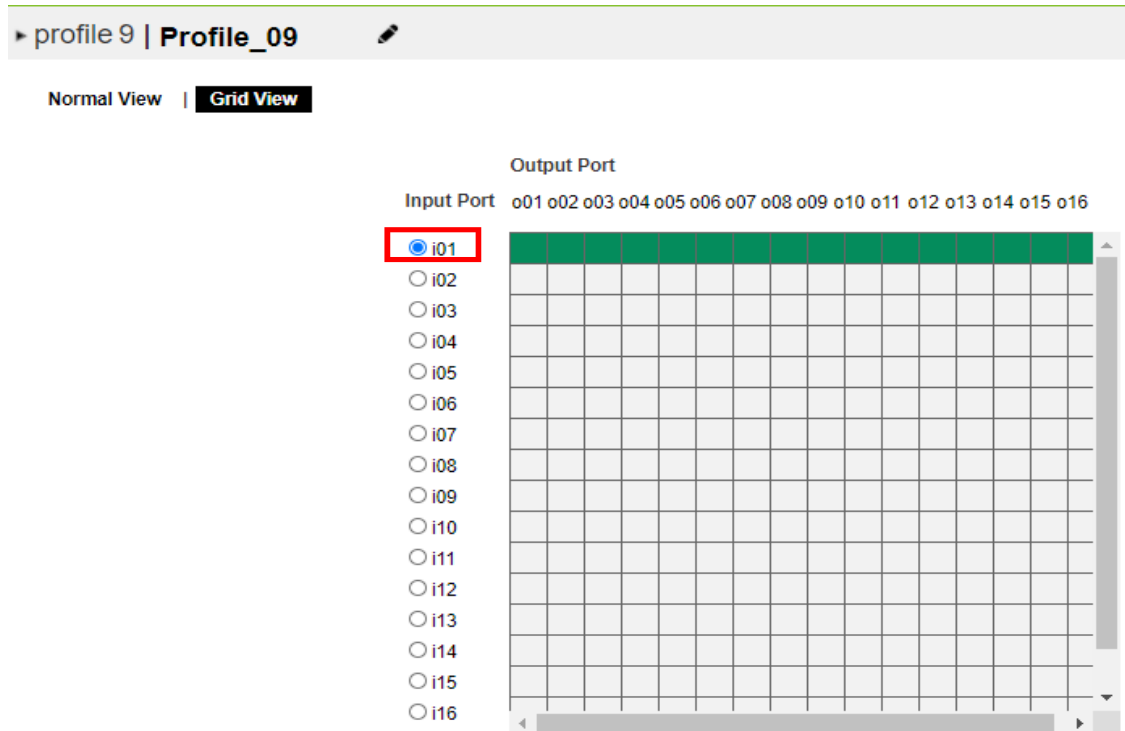 profile 9 | Profile_09
Normal View | Grid View
Output Port
Input Port o01 o02 o03 o04 o05 o06 o07 o08 o09 o10 o11 o12 o13 o14 o15 o16
i01
i02
i03
i04
i05
i06
i07
i08
i09
i10
i11
i12
i13
i14
i15
i16